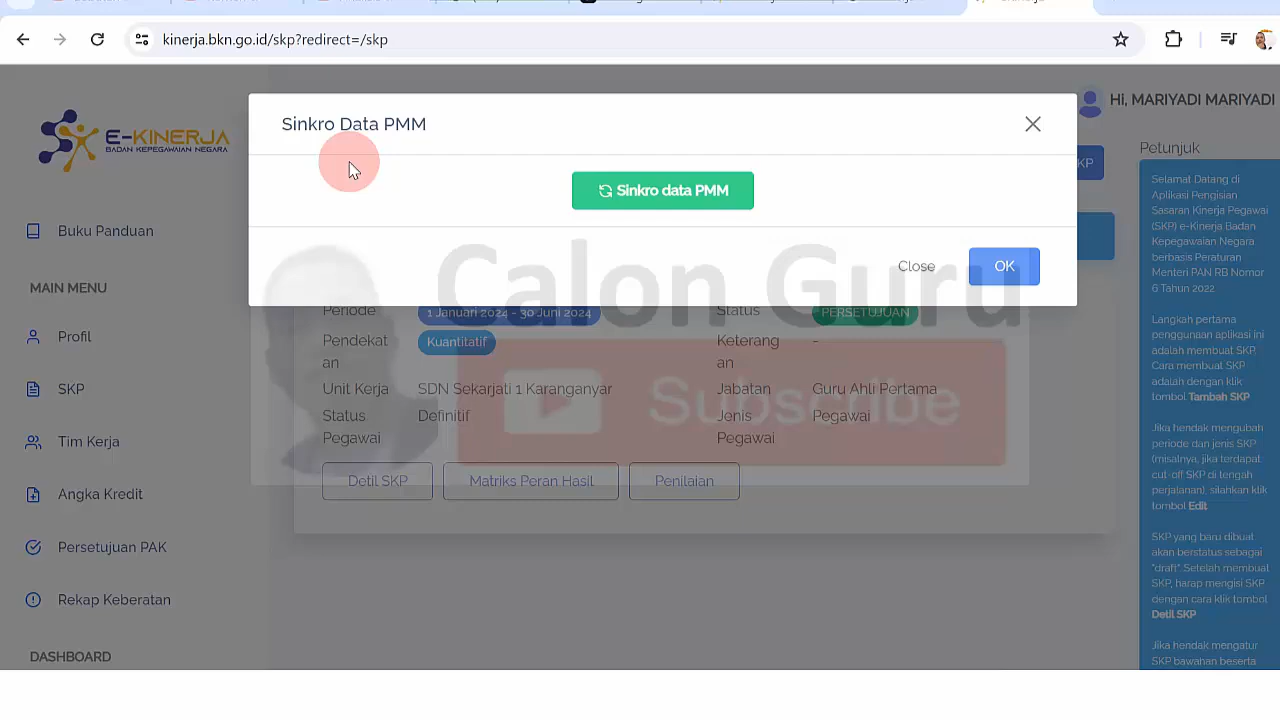 kinerja.bkn.go.id/skp?redirect=/skp
Sinkro Data PMM
Hi, MARIYADI MARIYADI
E-KINERJA
BADAN KEPEGAWAIAN NEGARA
Sinkro data PMM
KP
Close
OK
Calon Guru
Subscribe
Buku Panduan
MAIN MENU
Profil
SKP
Tim Kerja
Angka Kredit
Persetujuan PAK
Rekap Keberatan
DASHBOARD
Periode
1 Januari 2024 - 30 Juni 2024
Status
PERSETUJUAN
Pendekat
an
Kuantitatif
Keterang
an
-
Unit Kerja
SDN Sekarjati 1 Karanganyar
Jabatan
Guru Ahli Pertama
Status
Pegawai
Definitif
Jenis
Pegawai
Pegawai
Detil SKP
Matriks Peran Hasil
Penilaian
Petunjuk
Selamat Datang di
Aplikasi Pengisian
Sasaran Kinerja Pegawai
(SKP) e-Kinerja Badan
Kepegawaian Negara
berbasis Peraturan
Menteri PAN RB Nomor
6 Tahun 2022.
Langkah pertama
penggunaan aplikasi ini
adalah membuat SKP.
Cara membuat SKP
adalah dengan klik
tombol Tambah SKP
Jika hendak mengubah
periode dan jenis SKP
(misalnya, jika terdapat
cut-off SKP di tengah
perjalanan), silahkan klik
tombol Edit
SKP yang baru dibuat
akan berstatus sebagai
"draft". Setelah membuat
SKP, harap mengisi SKP
dengan cara klik tombol
Detil SKP
Jika hendak mengatur
SKP bawahan beserta